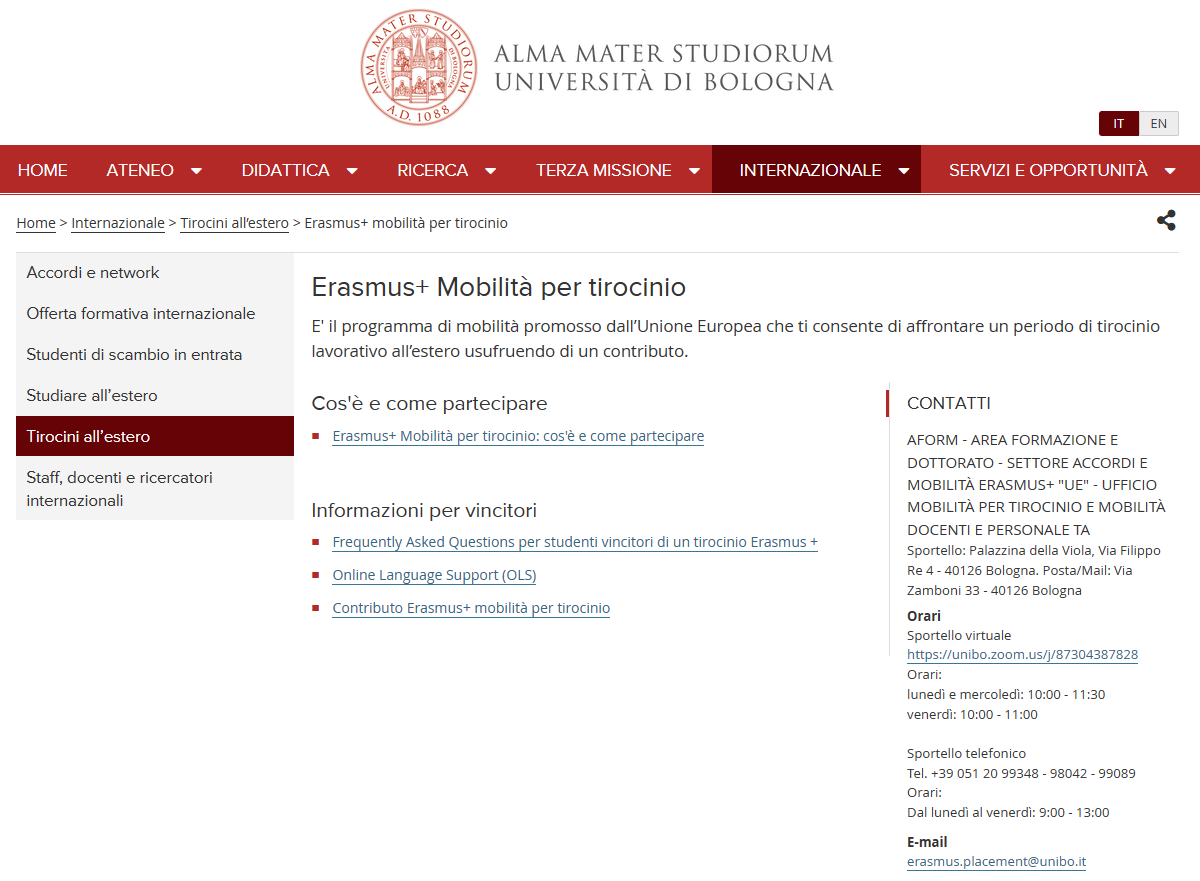 ALMA MATER STUDIORUM
A.D. 1088
ALMA MATER STUDIORUM
UNIVERSITÀ DI BOLOGNA
IT EN
HOME ATENEO DIDATTICA RICERCA TERZA MISSIONE INTERNAZIONALE SERVIZI E OPPORTUNITÀ
Home > Internazionale > Tirocini all’estero > Erasmus+ mobilità per tirocinio
Accordi e network
Offerta formativa internazionale
Studenti di scambio in entrata
Studiare all’estero
Tirocini all’estero
Staff, docenti e ricercatori
internazionali
Erasmus+ Mobilità per tirocinio
E' il programma di mobilità promosso dall’Unione Europea che ti consente di affrontare un periodo di tirocinio
lavorativo all’estero usufruendo di un contributo.
Cos'è e come partecipare
Erasmus+ Mobilità per tirocinio: cos'è e come partecipare
Informazioni per vincitori
Frequently Asked Questions per studenti vincitori di un tirocinio Erasmus +
Online Language Support (OLS)
Contributo Erasmus+ mobilità per tirocinio
CONTATTI
AFORM - AREA FORMAZIONE E
DOTTORATO - SETTORE ACCORDI E
MOBILITÀ ERASMUS+ "UE" - UFFICIO
MOBILITÀ PER TIROCINIO E MOBILITÀ
DOCENTI E PERSONALE TA
Sportello: Palazzina della Viola, Via Filippo
Re 4 - 40126 Bologna. Posta/Mail: Via
Zamboni 33 - 40126 Bologna
Orari
Sportello virtuale
https://unibo.zoom.us/j/87304387828
Orari:
lunedì e mercoledì: 10:00 - 11:30
venerdì: 10:00 - 11:00
Sportello telefonico
Tel. +39 051 20 99348 - 98042 - 99089
Orari:
Dal lunedì al venerdì: 9:00 - 13:00
E-mail
erasmus.placement@unibo.it